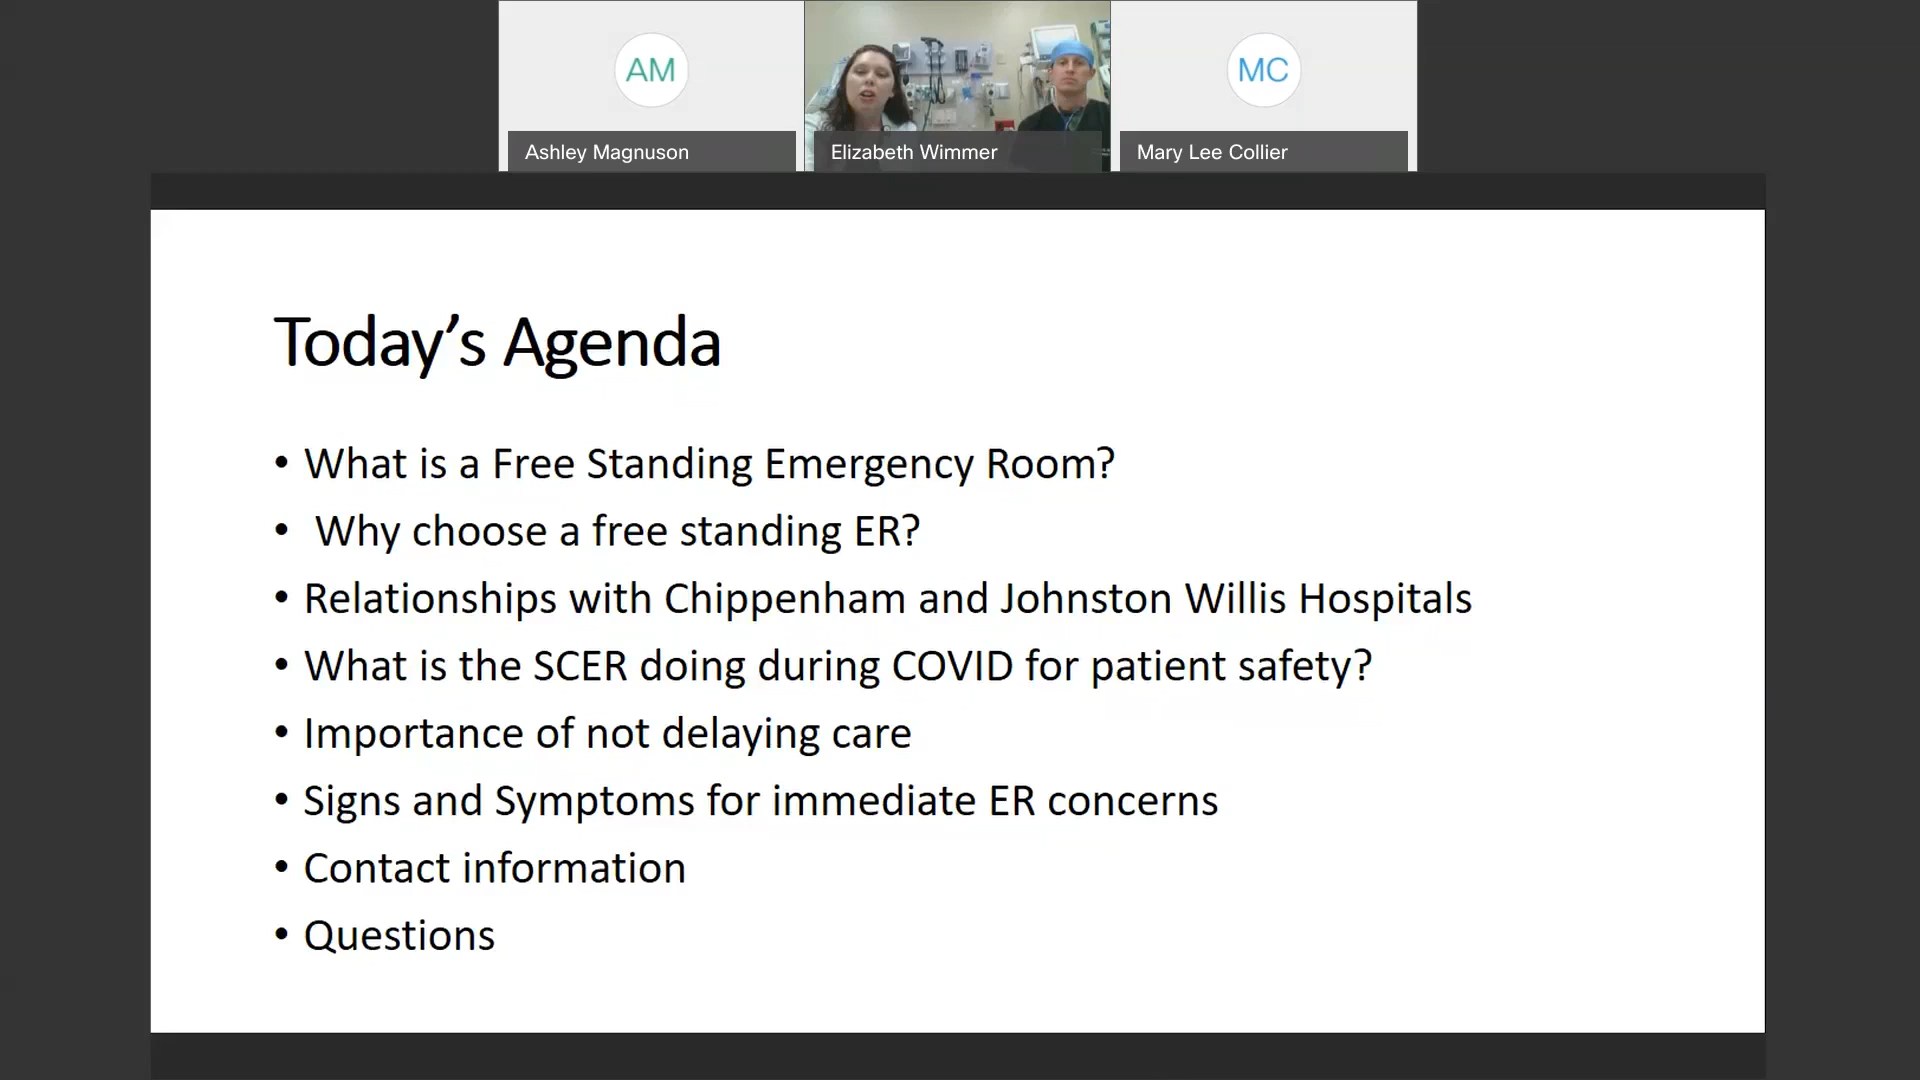 AM
MC
Ashley Magnuson
Elizabeth Wimmer
Mary Lee Collier
Today’s Agenda
• What is a Free Standing Emergency Room?
• Why choose a free standing ER?
• Relationships with Chippenham and Johnston Willis Hospitals
• What is the SCER doing during COVID for patient safety?
• Importance of not delaying care
• Signs and Symptoms for immediate ER concerns
• Contact information
• Questions